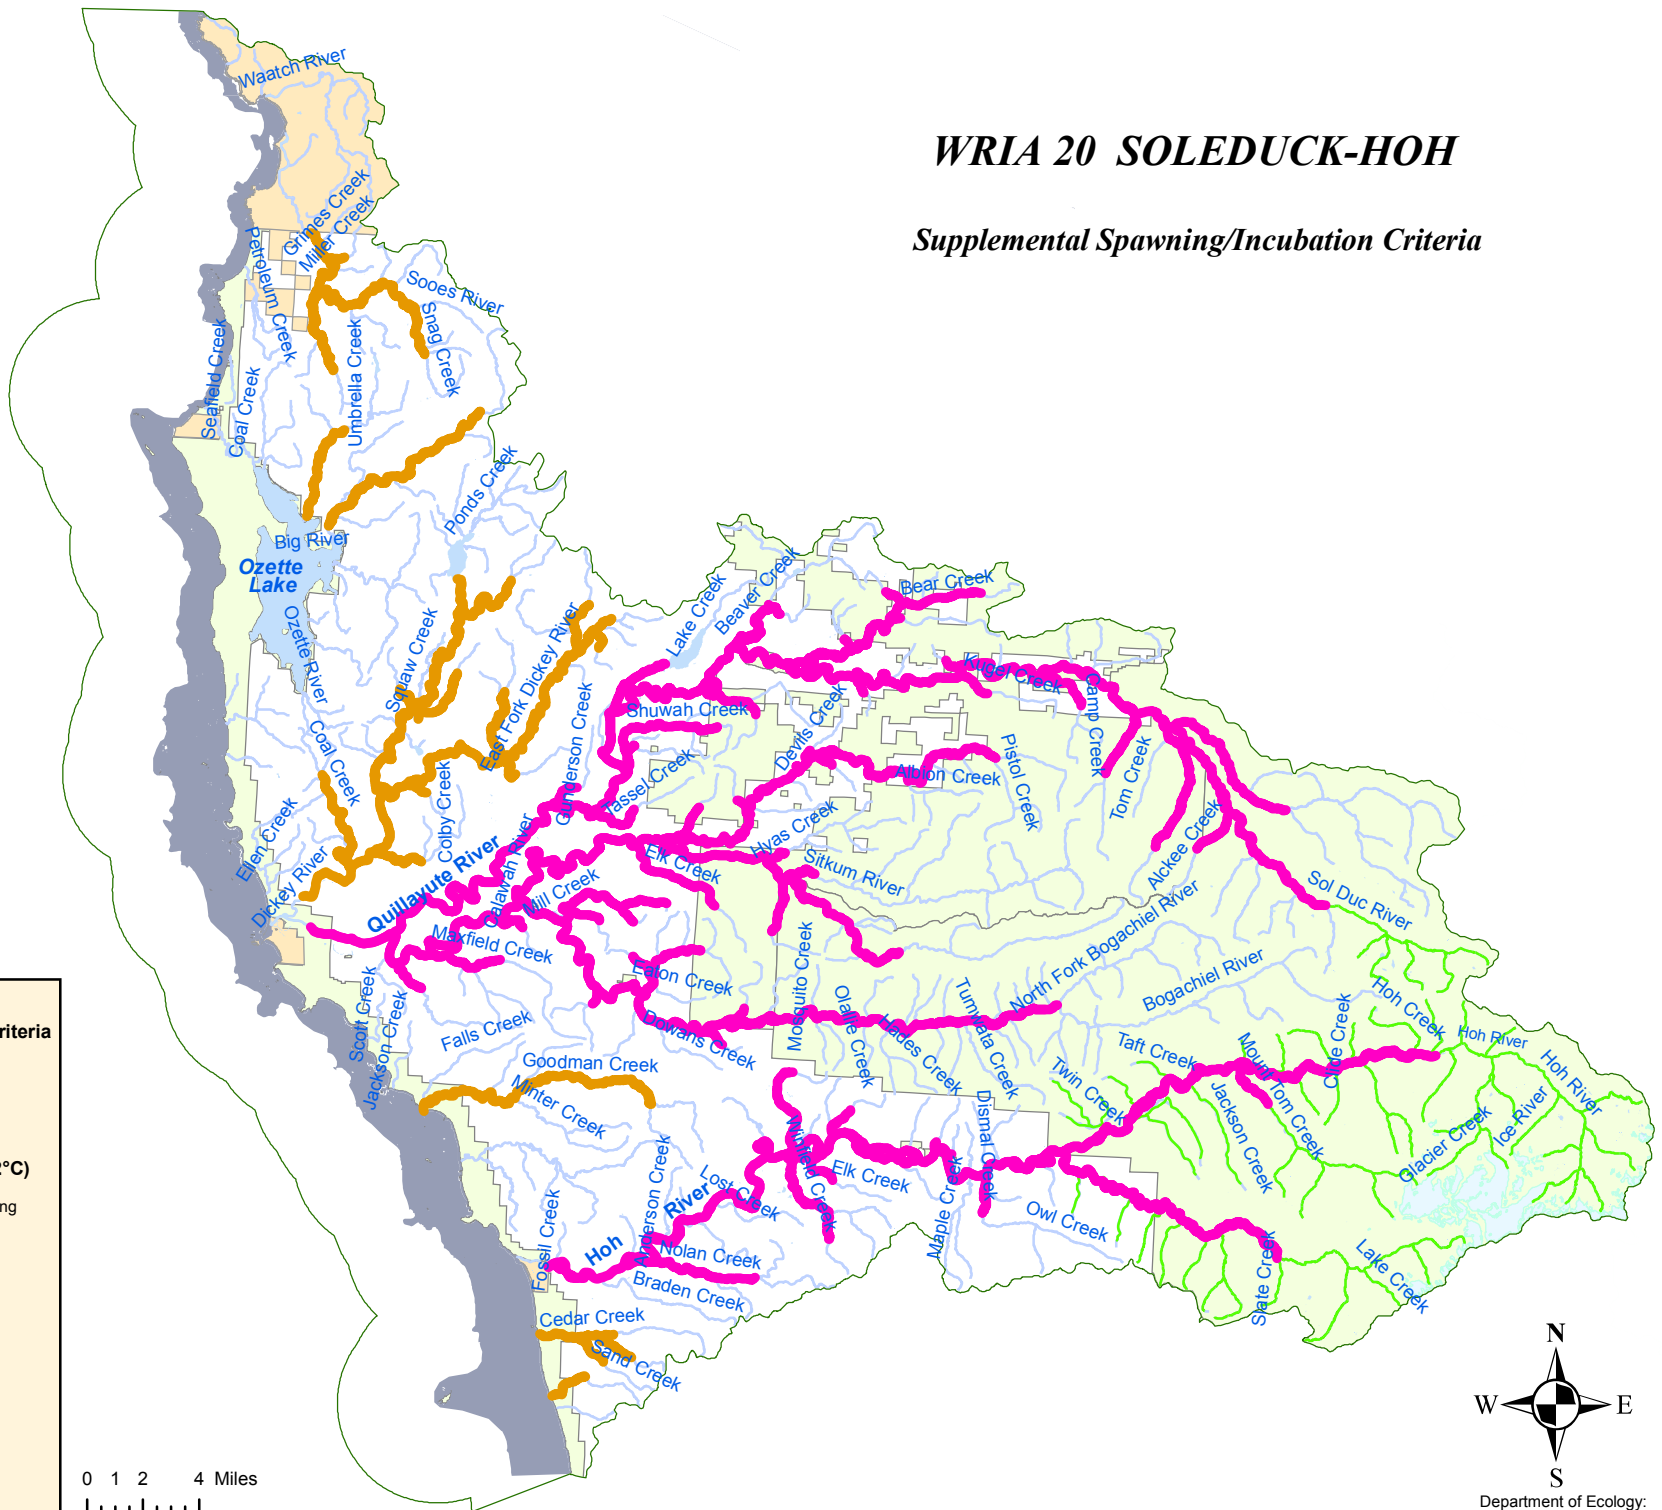 WRIA 20 SOLEDUCK-HOH
Supplemental Spawning/Incubation Criteria
Waatch River
Grimes Creek
Miller Creek
Petroleum Creek
Sooes River
Snag Creek
Umbrella Creek
Seafield Creek
Coal Creek
Ponds Creek
Big River
Ozette
Lake
Ozette River
Squaw Creek
East Fork Dickey River
Lake Creek
Beaver Creek
Bear Creek
Kugel Creek
Camp Creek
Shuwah Creek
Gunderson Creek
Devils Creek
Coal Creek
Colby Creek
Tassel Creek
Albion Creek
Pistol Creek
Tom Creek
Ellen Creek
Dickey River
Quillayute River
Calawah River
Elk Creek
Hyas Creek
Sitkum River
Alckee Creek
Mill Creek
Maxfield Creek
Sol Duc River
North Fork Bogachiel River
Bogachiel River
Eaton Creek
Mosquito Creek
Scott Creek
Jackson Creek
Falls Creek
Dowans Creek
Olallie Creek
Hades Creek
Tumwata Creek
Hoh Creek
Hoh River
Hoh River
Goodman Creek
Minter Creek
Twin Creek
Taft Creek
Mount Tom Creek
Clide Creek
Jackson Creek
Glacier Creek
Ice River
Dismal Creek
Winfield Creek
Elk Creek
Maple Creek
Owl Creek
Lost Creek
Anderson Creek
Hoh River
Fossil Creek
Nolan Creek
Braden Creek
Slate Creek
Lake Creek
Cedar Creek
Sand Creek
riteria
2°C)
ng
0 1 2 4 Miles
N
W E
S
Department of Ecology: